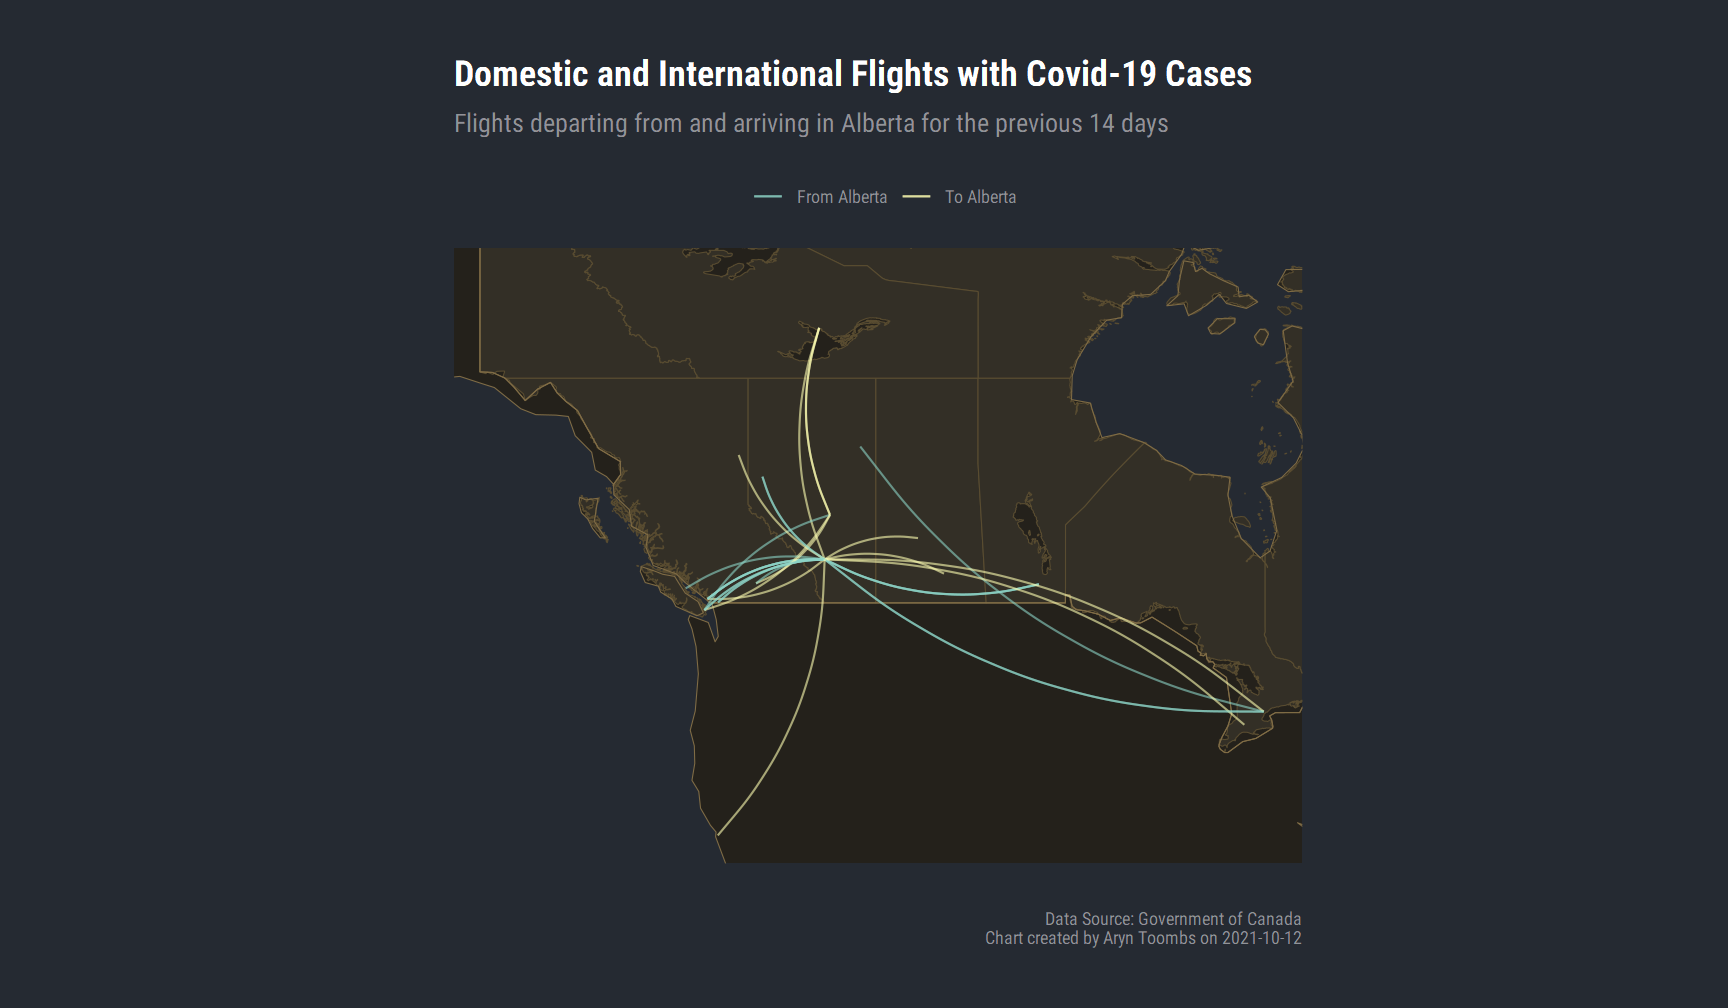 Domestic and International Flights with Covid-19 Cases
Flights departing from and arriving in Alberta for the previous 14 days
From Alberta To Alberta
Data Source: Government of Canada
Chart created by Aryn Toombs on 2021-10-12